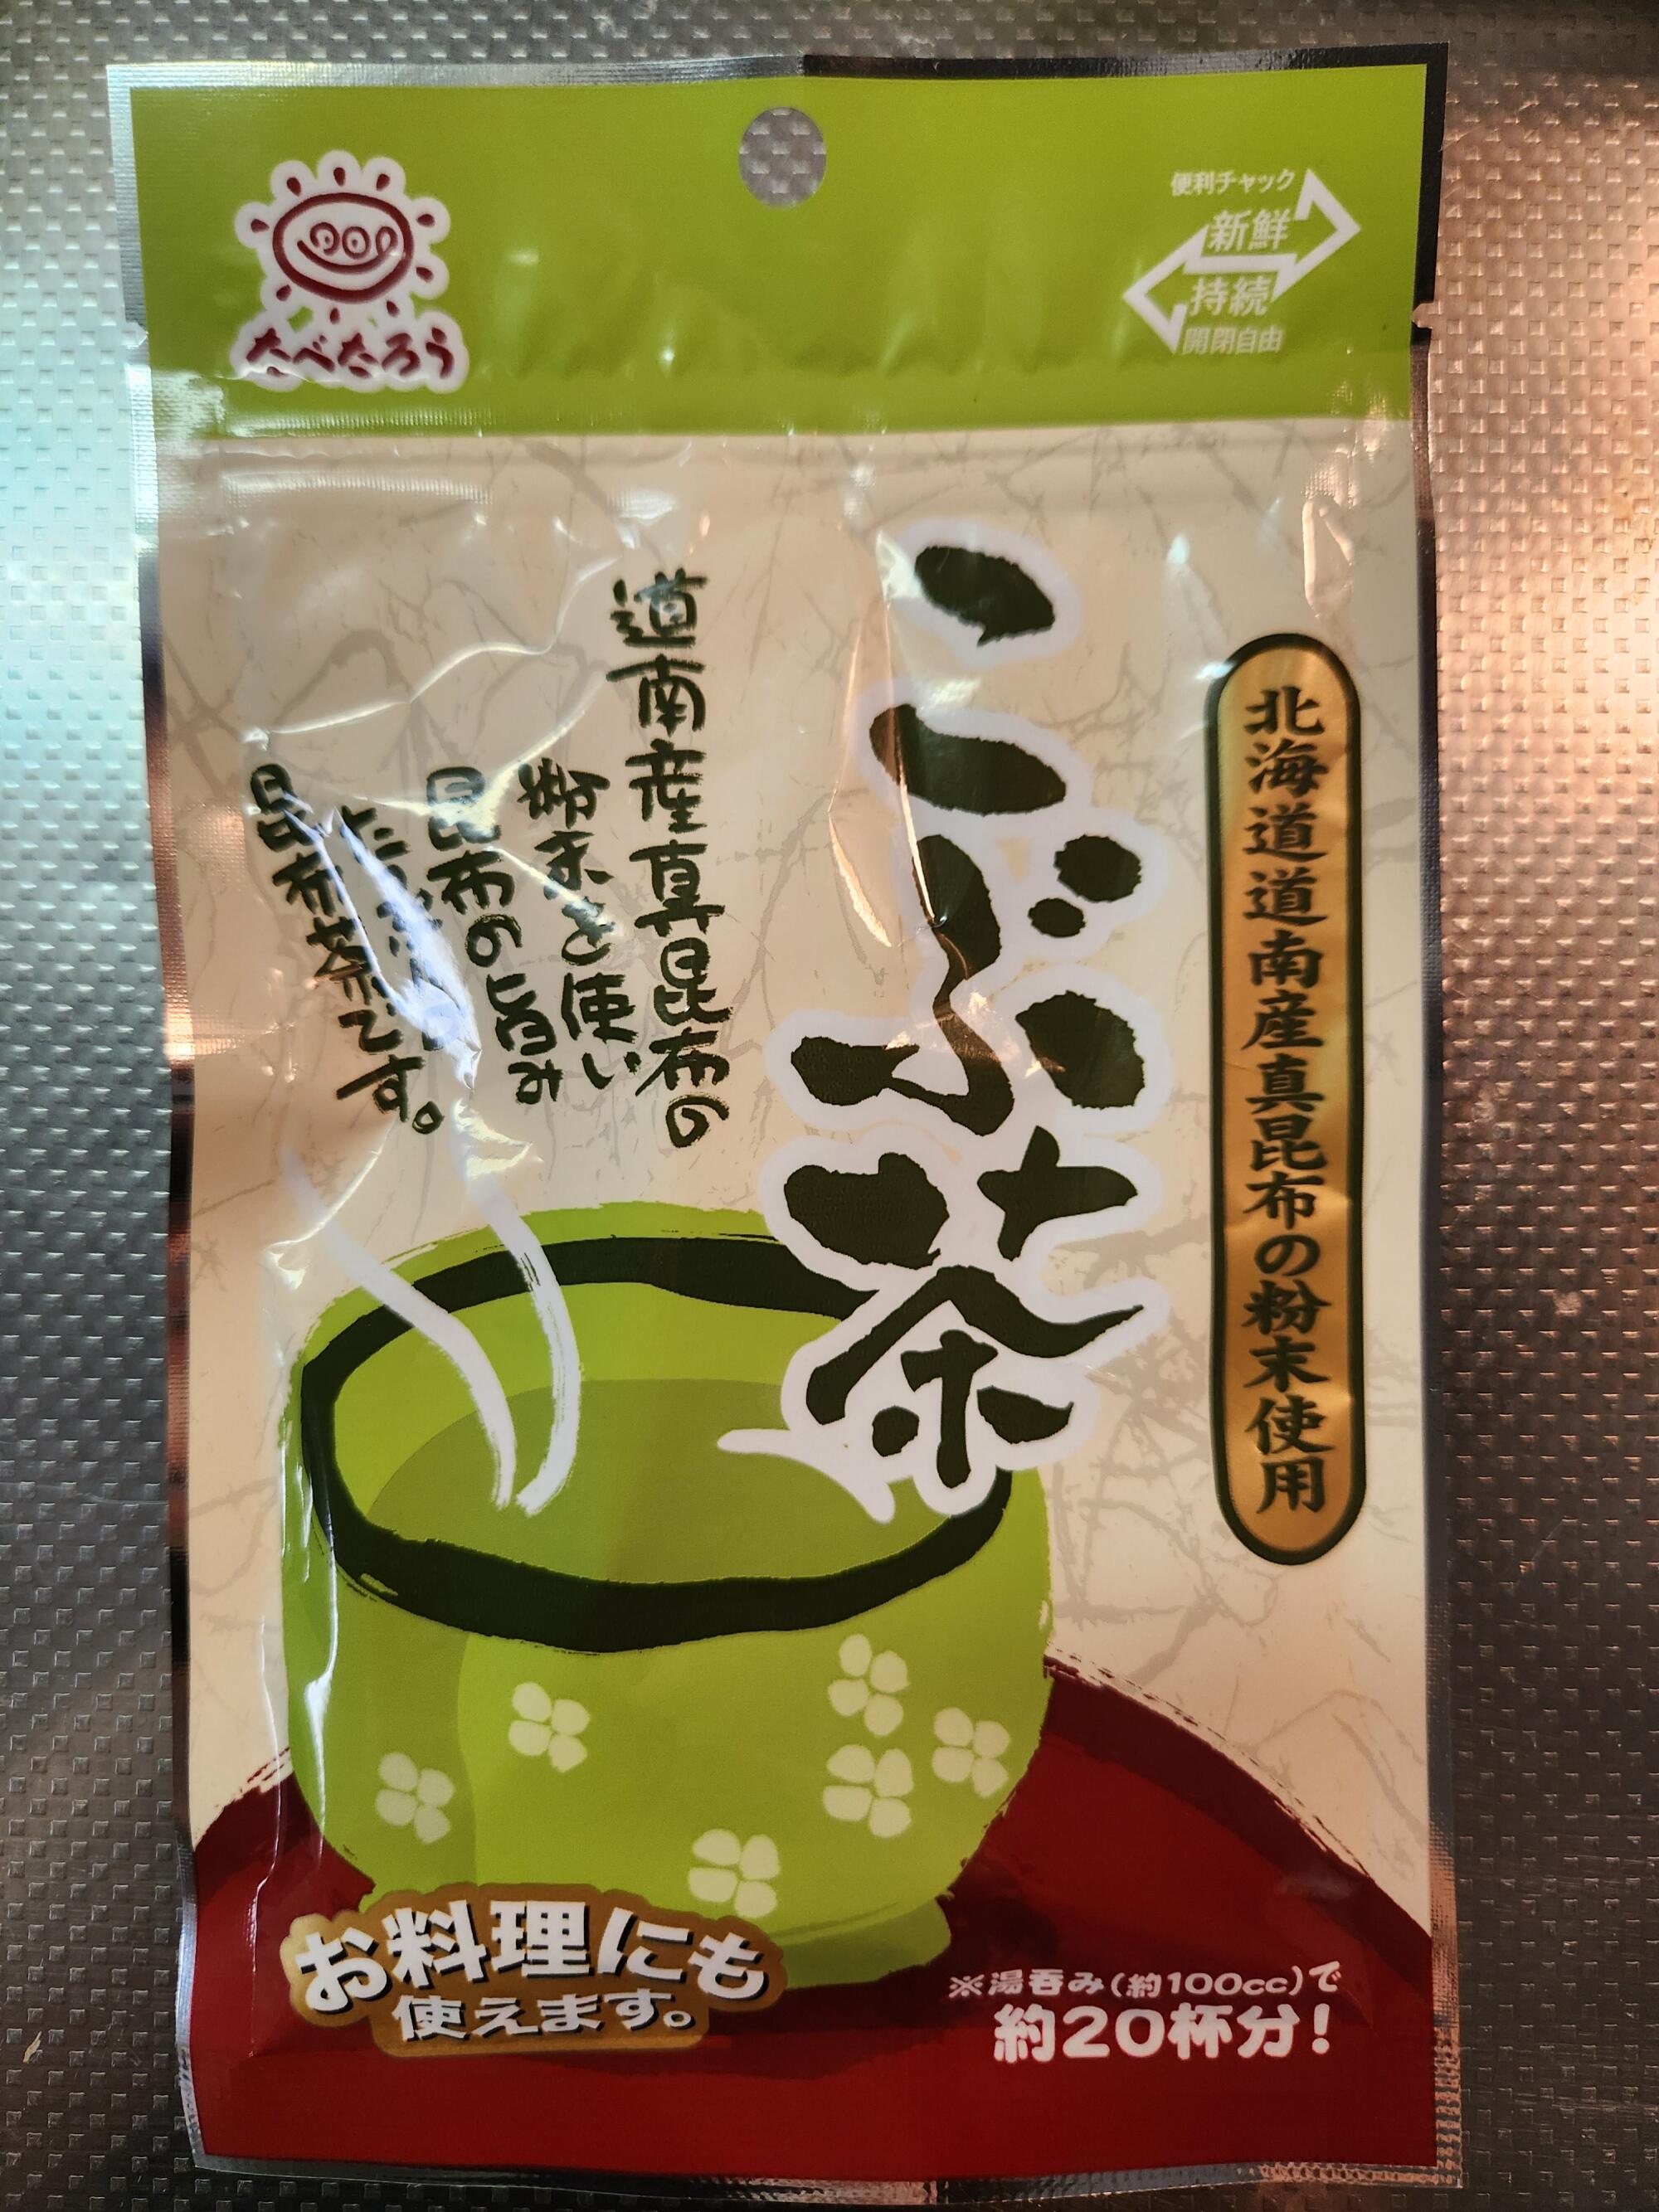 たべたろう
便利チャック
新鮮
持続
開閉自由
北海道道南産真昆布の粉末使用
こぶ茶
道南産真昆布の
粉末を使い
昆布の旨み
昆布茶です。
お料理にも
使えます。
※湯呑み(約100cc)で
約20杯分!